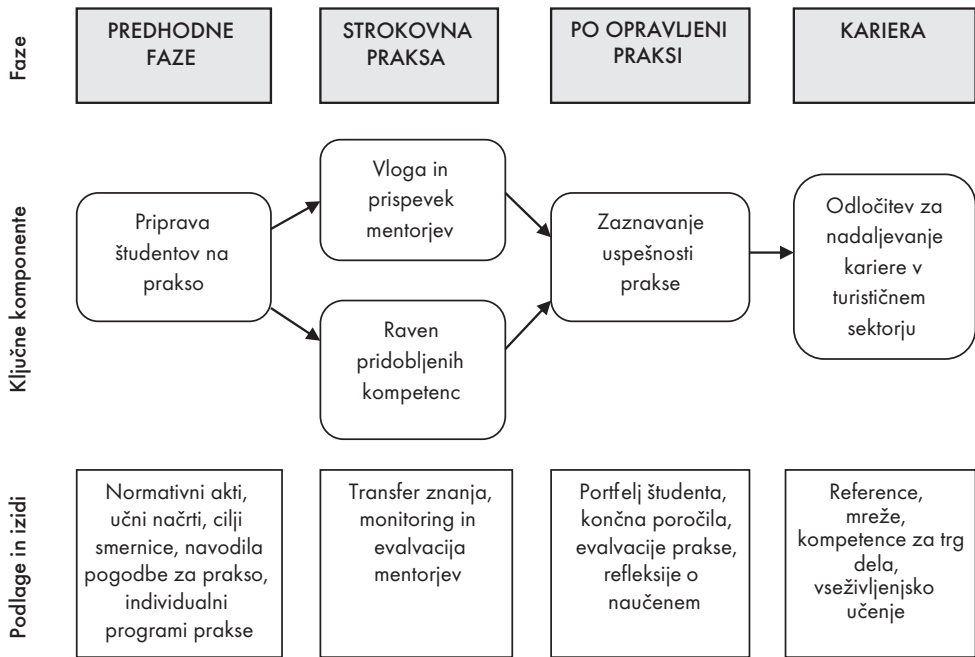 Faze
PREDHODNE
FAZE
STROKOVNA
PRAKSA
PO OPRAVLJENI
PRAKSI
KARIERA
Ključne komponente
Priprava
študentov na
prakso
Vloga in
prispevek
mentorjev
Raven
pridobljenih
kompetenc
Zaznavanje
uspešnosti
prakse
Odločitev za
nadaljevanje
kariere v
turističnem
sektorju
Podlage in izidi
Normativni akti,
učni načrti, cilji
smernice, navodila
pogodbe za prakso,
individualni
programi prakse
Transfer znanja,
monitoring in
evalvacija
mentorjev
Portfelj študenta,
končna poročila,
evalvacije prakse,
refleksije o
naučenem
Reference,
mreže,
kompetence za trg
dela,
vseživljenjsko
učenje